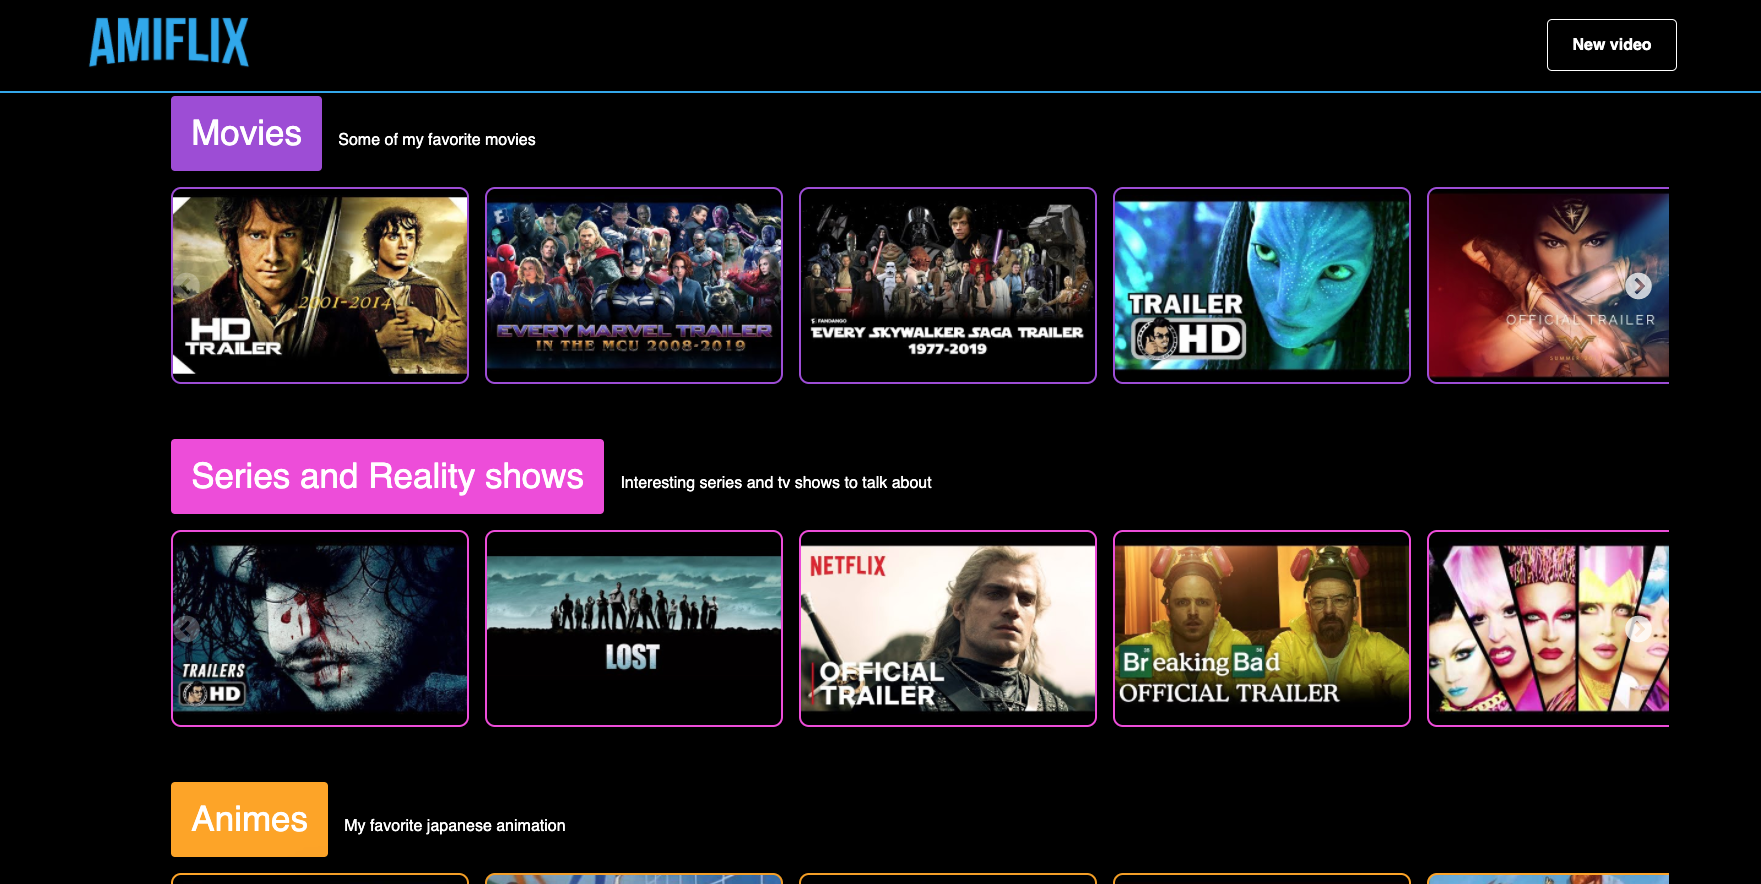 AMIFLIX
New video
Movies
Some of my favorite movies
2001-2014
HD
TRAILER
EVERY MARVEL TRAILER
IN THE MCU 2008-2019
FANDANGO
EVERY SKYWALKER SAGA TRAILER
1977-2019
TRAILER
HD
OFFICIAL TRAILER
Series and Reality shows
Interesting series and tv shows to talk about
TRAILERS
HD
LOST
NETFLIX
OFFICIAL
TRAILER
Breaking Bad
OFFICIAL TRAILER
Animes
My favorite japanese animation